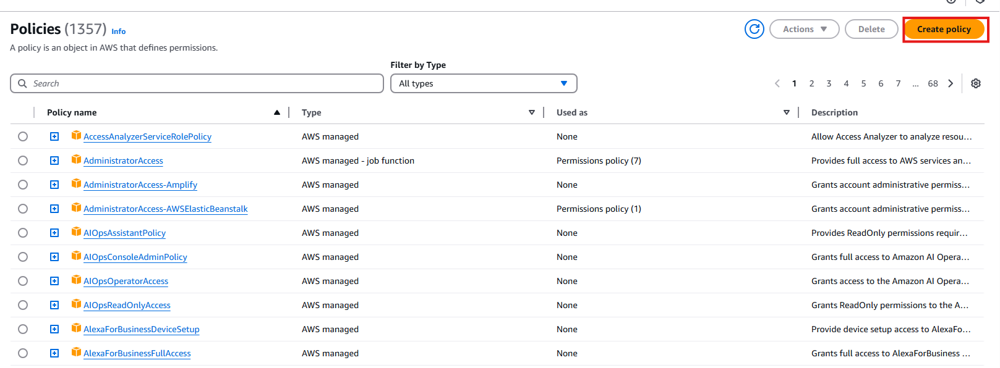 Policies (1357) Info
Actions Delete Create policy
A policy is an object in AWS that defines permissions.
Filter by Type
Search All types 1 2 3 4 5 6 7 ... 68
Policy name Type Used as Description
AccessAnalyzerServiceRolePolicy AWS managed None Allow Access Analyzer to analyze resou...
AdministratorAccess AWS managed - job function Permissions policy (7) Provides full access to AWS services an...
AdministratorAccess-Amplify AWS managed None Grants account administrative permiss...
AdministratorAccess-AWSElasticBeanstalk AWS managed Permissions policy (1) Grants account administrative permiss...
AIOpsAssistantPolicy AWS managed None Provides ReadOnly permissions requir...
AIOpsConsoleAdminPolicy AWS managed None Grants full access to Amazon AI Opera...
AIOpsOperatorAccess AWS managed None Grants access to the Amazon AI Opera...
AIOpsReadOnlyAccess AWS managed None Grants ReadOnly permissions to the A...
AlexaForBusinessDeviceSetup AWS managed None Provide device setup access to AlexaFo...
AlexaForBusinessFullAccess AWS managed None Grants full access to AlexaForBusiness ...